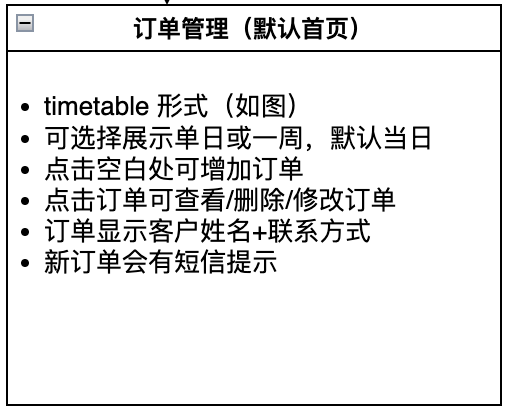 订单管理（默认首页）
• timetable 形式（如图）
• 可选择展示单日或一周，默认当日
• 点击空白处可增加订单
• 点击订单可查看/删除/修改订单
• 订单显示客户姓名+联系方式
• 新订单会有短信提示